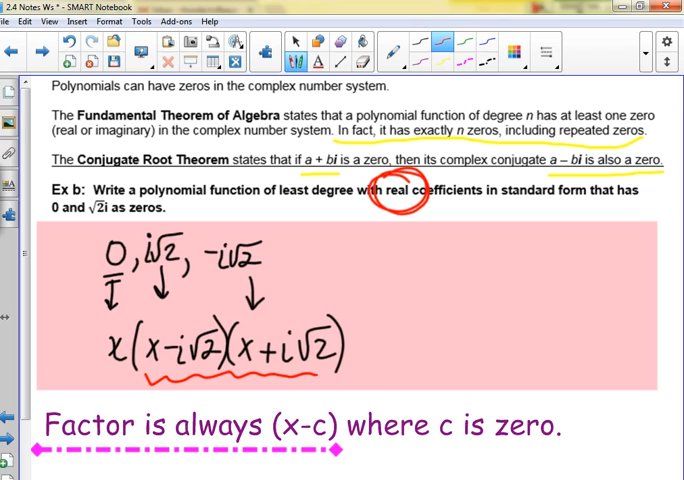 2.4 Notes Ws * - SMART Notebook
File Edit View Insert Format Tools Add-ons Help
Polynomials can have zeros in the complex number system.
The Fundamental Theorem of Algebra states that a polynomial function of degree n has at least one zero
(real or imaginary) in the complex number system. In fact, it has exactly n zeros, including repeated zeros.
The Conjugate Root Theorem states that if a + bi is a zero, then its complex conjugate a – bi is also a zero.
Ex b: Write a polynomial function of least degree with real coefficients in standard form that has
0 and √2i as zeros.
0, i√2, -i√2
x(x-i√2)(x+i√2)
Factor is always (x-c) where c is zero.